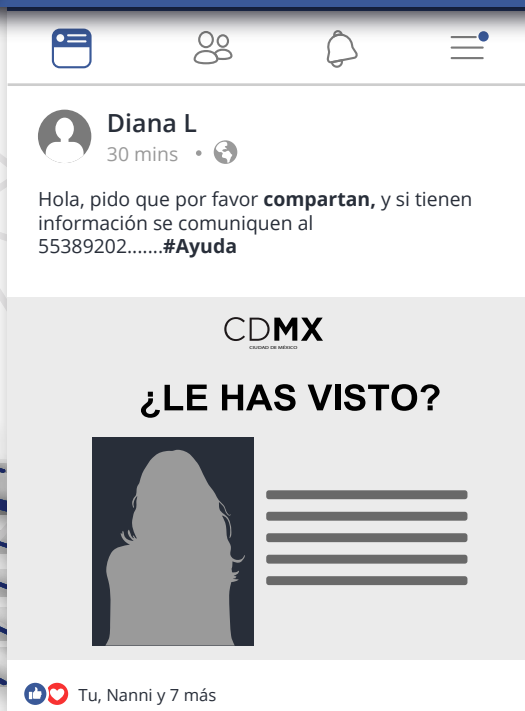 Diana L
30 mins •
Hola, pido que por favor compartan, y si tienen
información se comuniquen al
55389202.......#Ayuda
CDMX
CIUDAD DE MÉXICO
¿LE HAS VISTO?
Tu, Nanni y 7 más